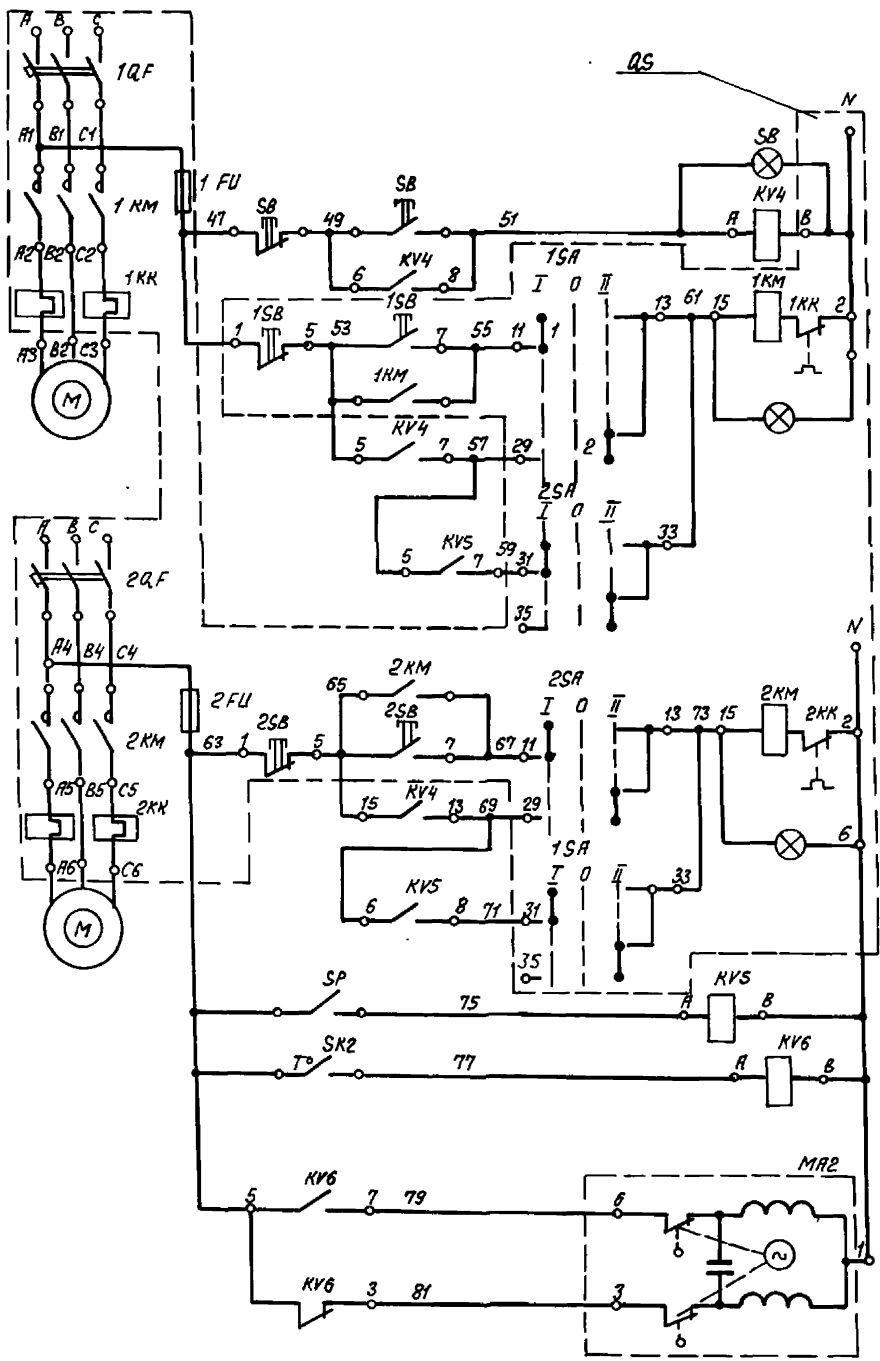 A B C
1QF
QS
N
SB
KV4
A B
A1 B1 C1
1FU
1KM
47 SB 49 SB 51
6 KV4 8
A2 B2 C2
1KK
1SA
I O II
1KM
1KK
13 61 15 2
1SB 1SB
1 5 53 7 55 11 1
1KM
A3 B2 C3
M
KV4
5 7 57 29 2
2SA
I O II
KV5
5 7 59 31
33
35
A B C
2QF
N
A4 B4 C4
2FU
65 2KM
2SA
I O II
2KM
2KK
2KM
2SB 2SB
63 1 5 7 67 11 13 73 15 2
A5 B5 C5
2KK
KV4
15 13 69 29
6
1SA
I O II
A6 C6
M
KV5
6 8 71 31
33
35
SP 75 A KV5 B
T° SK2 77 A KV6 B
MA2
5 KV6 7 79 6
1
~
KV6 3 81 3